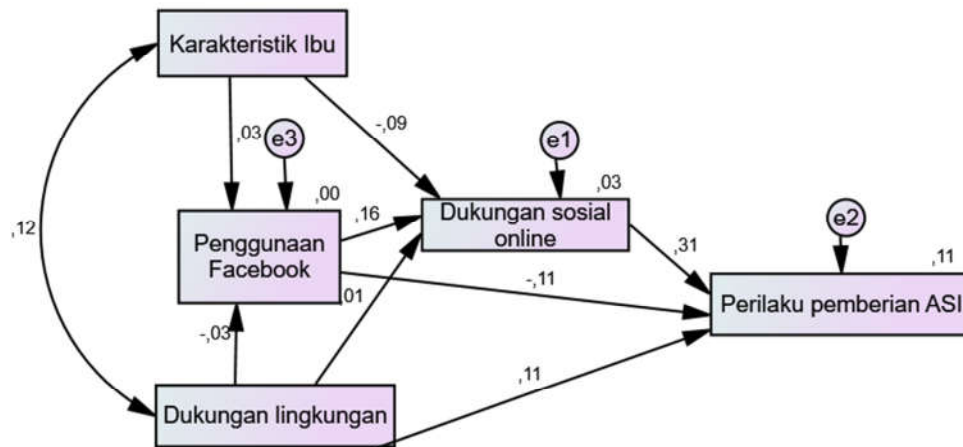 Karakteristik Ibu
,03
e3
-,09
e1
,00
,03
,12
,16
Dukungan sosial
online
e2
Penggunaan
Facebook
,31
,11
-,11
,01
Perilaku pemberian ASI
-,03
,11
Dukungan lingkungan